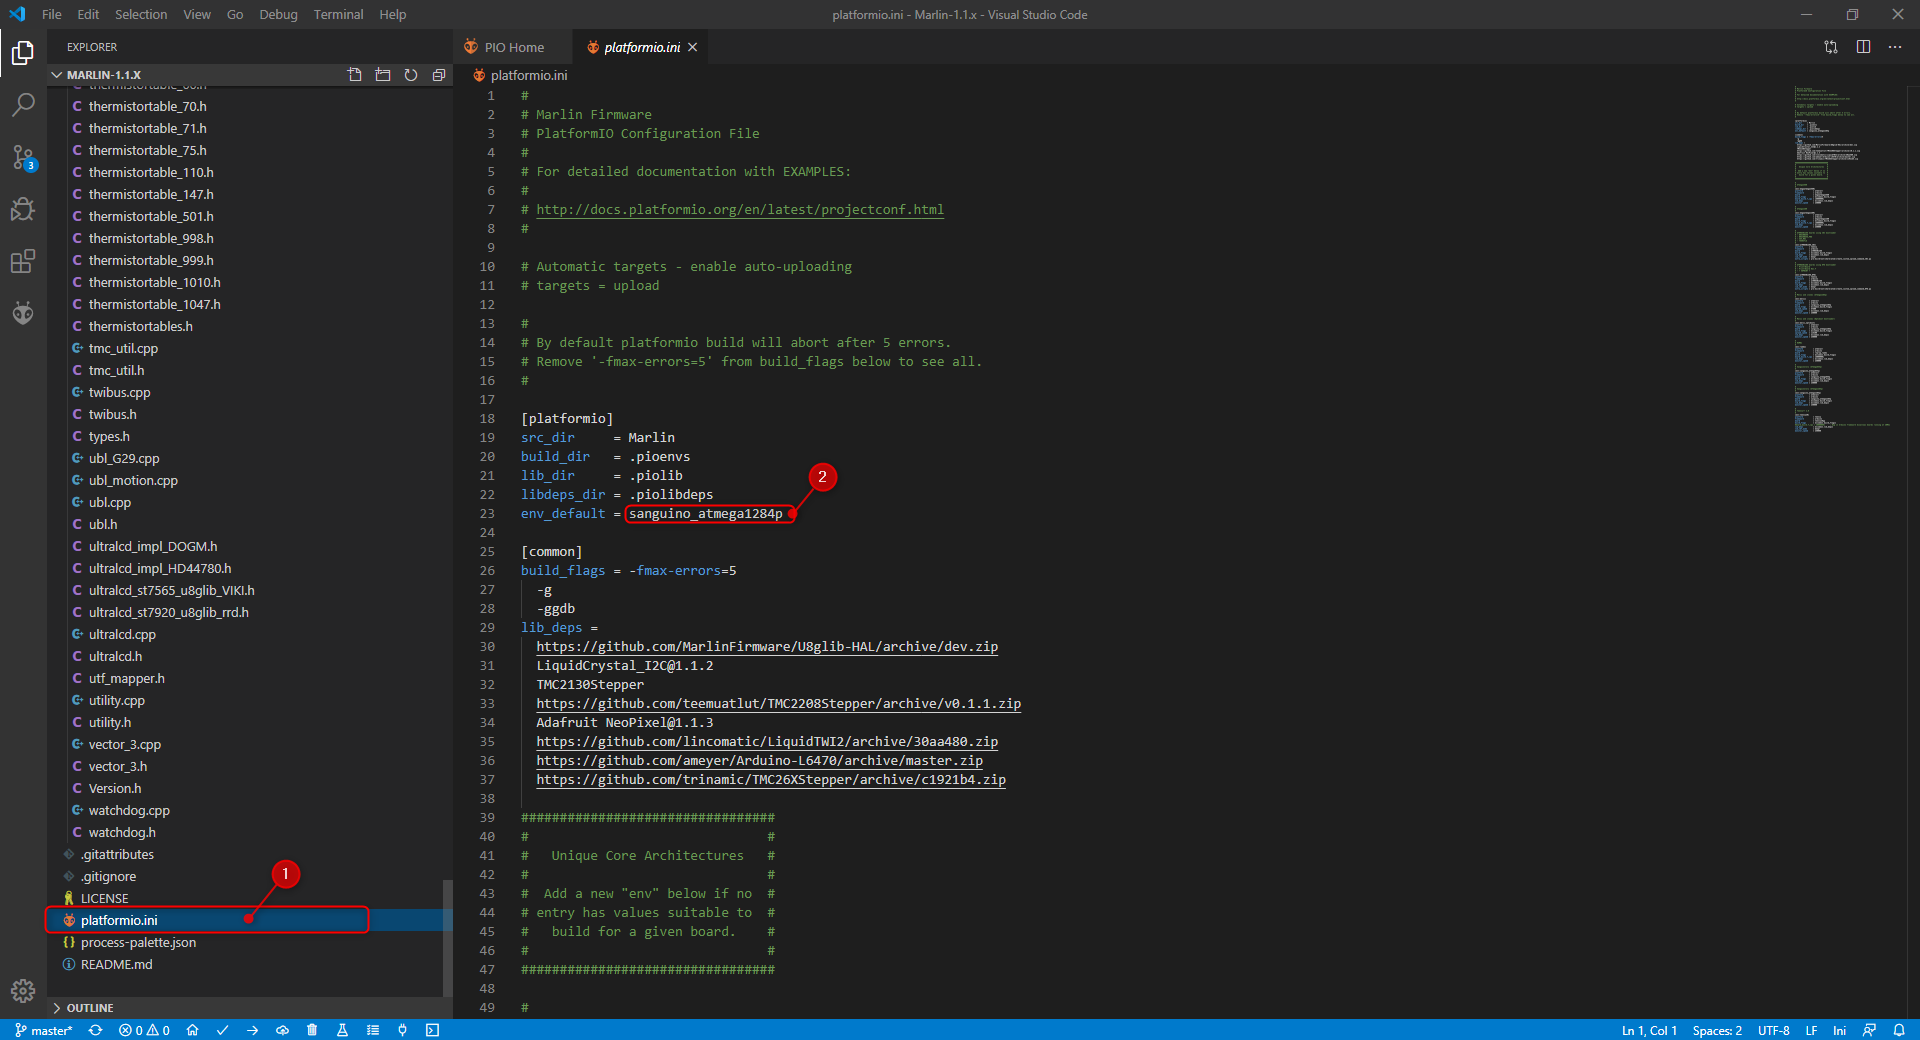 File Edit Selection View Go Debug Terminal Help
platformio.ini - Marlin-1.1.x - Visual Studio Code
EXPLORER
MARLIN-1.1.X
thermistortable_70.h
thermistortable_71.h
thermistortable_75.h
thermistortable_110.h
thermistortable_147.h
thermistortable_501.h
thermistortable_998.h
thermistortable_999.h
thermistortable_1010.h
thermistortable_1047.h
thermistortables.h
tmc_util.cpp
tmc_util.h
twibus.cpp
twibus.h
types.h
ubl_G29.cpp
ubl_motion.cpp
ubl.cpp
ubl.h
ultralcd_impl_DOGM.h
ultralcd_impl_HD44780.h
ultralcd_st7565_u8glib_VIKI.h
ultralcd_st7920_u8glib_rrd.h
ultralcd.cpp
ultralcd.h
utf_mapper.h
utility.cpp
utility.h
vector_3.cpp
vector_3.h
Version.h
watchdog.cpp
watchdog.h
.gitattributes
.gitignore
LICENSE
platformio.ini
process-palette.json
README.md
OUTLINE
3
1
2
PIO Home
platformio.ini
platformio.ini
1 #
2 # Marlin Firmware
3 # PlatformIO Configuration File
4 #
5 # For detailed documentation with EXAMPLES:
6 #
7 # http://docs.platformio.org/en/latest/projectconf.html
8 #
9
10 # Automatic targets - enable auto-uploading
11 # targets = upload
12
13 #
14 # By default platformio build will abort after 5 errors.
15 # Remove '-fmax-errors=5' from build_flags below to see all.
16 #
17
18 [platformio]
19 src_dir     = Marlin
20 build_dir   = .pioenvs
21 lib_dir     = .piolib
22 libdeps_dir = .piolibdeps
23 env_default = sanguino_atmega1284p
24
25 [common]
26 build_flags = -fmax-errors=5
27   -g
28   -ggdb
29 lib_deps =
30   https://github.com/MarlinFirmware/U8glib-HAL/archive/dev.zip
31   LiquidCrystal_I2C@1.1.2
32   TMC2130Stepper
33   https://github.com/teemuatlut/TMC2208Stepper/archive/v0.1.1.zip
34   Adafruit NeoPixel@1.1.3
35   https://github.com/lincomatic/LiquidTWI2/archive/30aa480.zip
36   https://github.com/ameyer/Arduino-L6470/archive/master.zip
37   https://github.com/trinamic/TMC26XStepper/archive/c1921b4.zip
38
39 #################################
40 #                               #
41 #   Unique Core Architectures   #
42 #                               #
43 #  Add a new "env" below if no  #
44 # entry has values suitable to  #
45 #   build for a given board.    #
46 #                               #
47 #################################
48
49 #
master* 0 0
Ln 1, Col 1 Spaces: 2 UTF-8 LF Ini